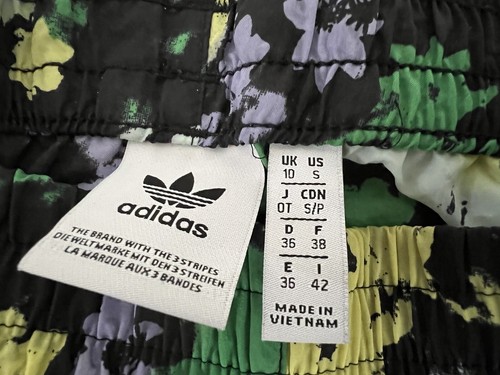 adidas
THE BRAND WITH THE 3 STRIPES
DIE WELTMARKE MIT DEN 3 STREIFEN
LA MARQUE AUX 3 BANDES
UK US
10 S
J CDN
OT S/P
D F
36 38
E I
36 42
MADE IN
VIETNAM